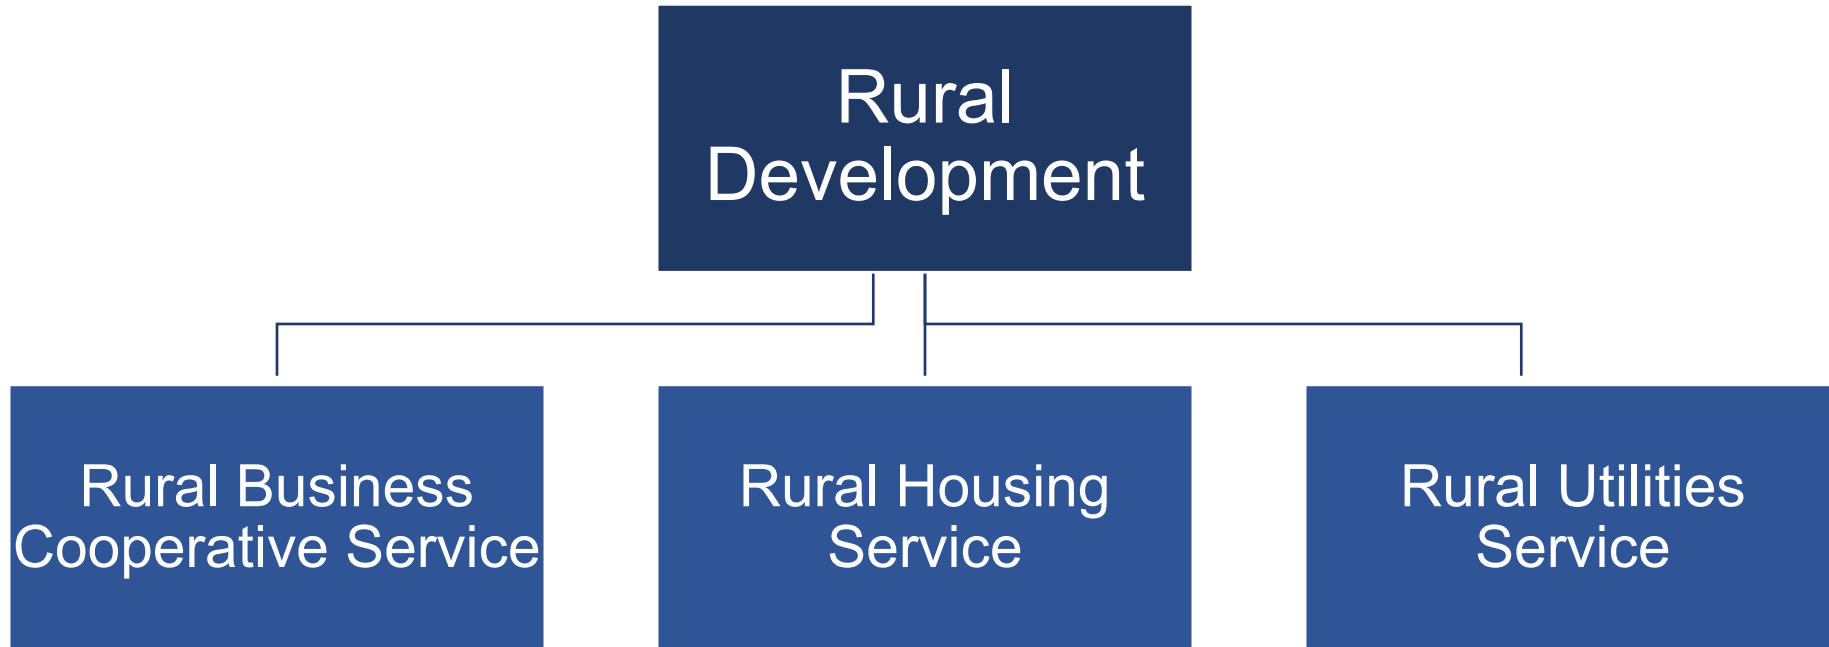 Rural
Development
Rural Business
Cooperative Service
Rural Housing
Service
Rural Utilities
Service